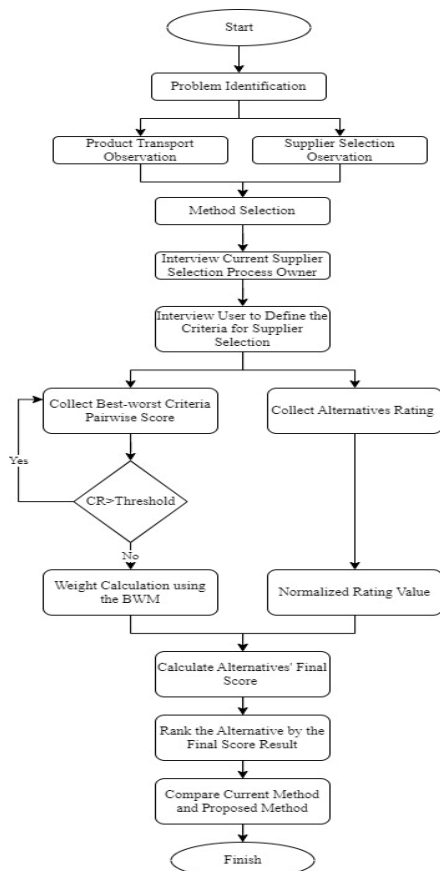 Start
Problem Identification
Product Transport
Observation
Supplier Selection
Oservation
Method Selection
Interview Current Supplier
Selection Process Owner
Interview User to Define the
Criteria for Supplier
Selection
Collect Best-worst Criteria
Pairwise Score
Collect Alternatives Rating
Yes
CR>Threshold
No
Weight Calculation using
the BWM
Normalized Rating Value
Calculate Alternatives' Final
Score
Rank the Alternative by the
Final Score Result
Compare Current Method
and Proposed Method
Finish